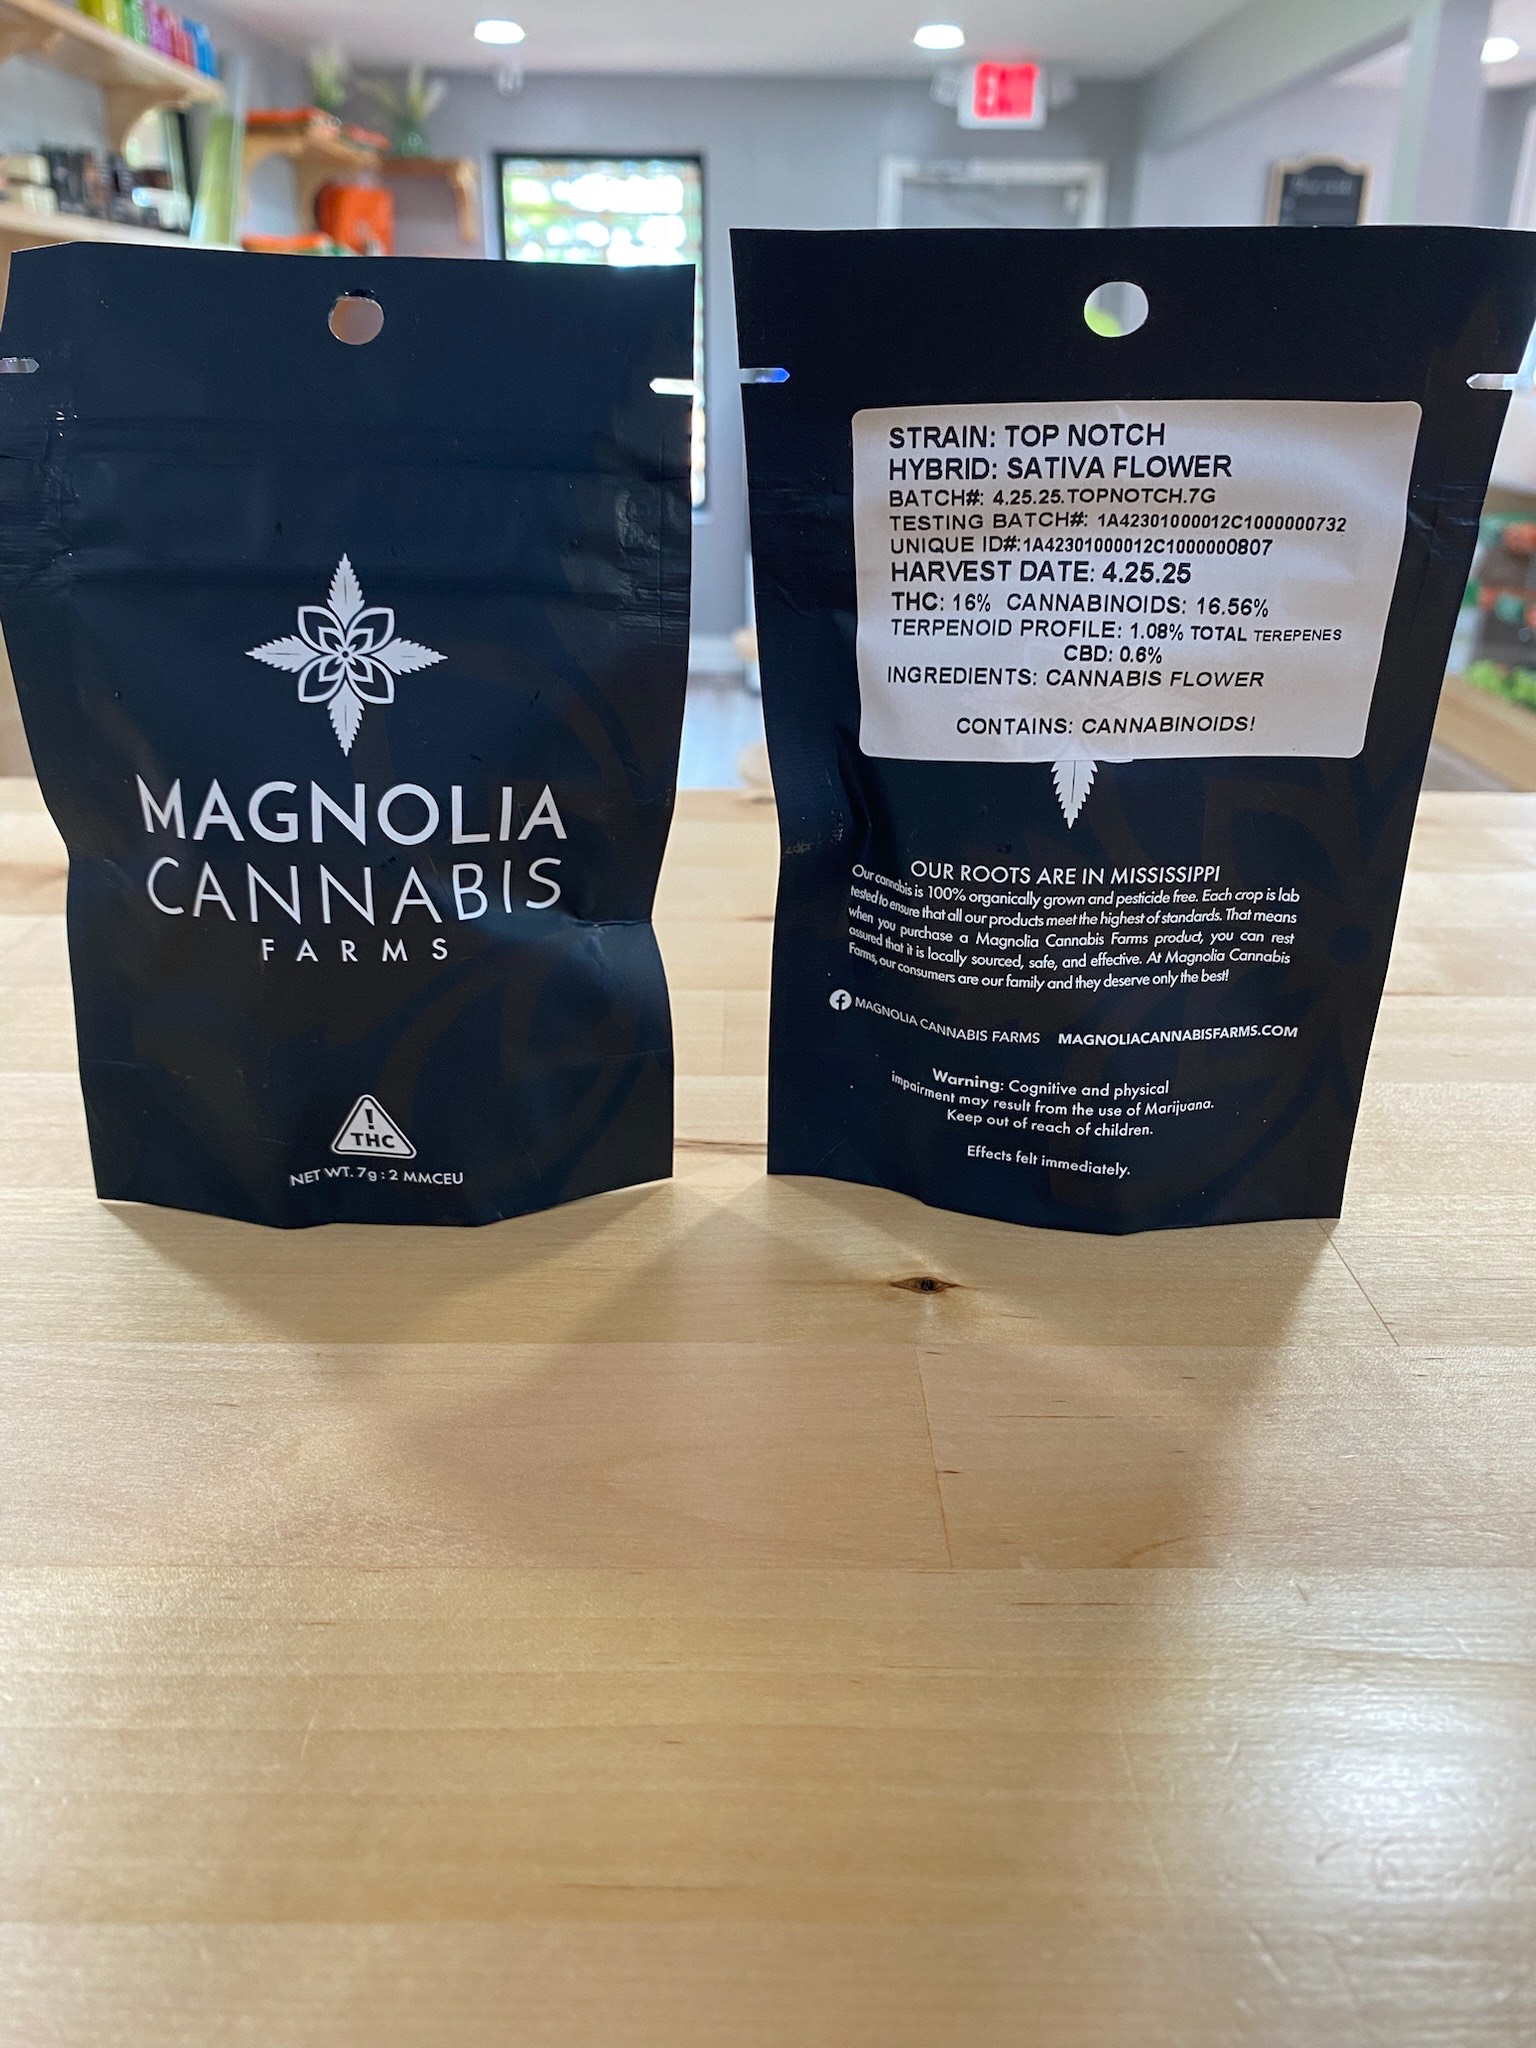 EXIT
MAGNOLIA
CANNABIS
FARMS
!
THC
NET WT. 7g : 2 MMCEU
STRAIN: TOP NOTCH
HYBRID: SATIVA FLOWER
BATCH#: 4.25.25.TOPNOTCH.7G
TESTING BATCH#: 1A42301000012C1000000732
UNIQUE ID#:1A42301000012C1000000807
HARVEST DATE: 4.25.25
THC: 16% CANNABINOIDS: 16.56%
TERPENOID PROFILE: 1.08% TOTAL TEREPENES
CBD: 0.6%
INGREDIENTS: CANNABIS FLOWER
CONTAINS: CANNABINOIDS!
OUR ROOTS ARE IN MISSISSIPPI
Our cannabis is 100% organically grown and pesticide free. Each crop is lab
tested to ensure that all our products meet the highest of standards. That means
when you purchase a Magnolia Cannabis Farms product, you can rest
assured that it is locally sourced, safe, and effective. At Magnolia Cannabis
Farms, our consumers are our family and they deserve only the best!
MAGNOLIA CANNABIS FARMS MAGNOLIACANNABISFARMS.COM
Warning: Cognitive and physical
impairment may result from the use of Marijuana.
Keep out of reach of children.
Effects felt immediately.